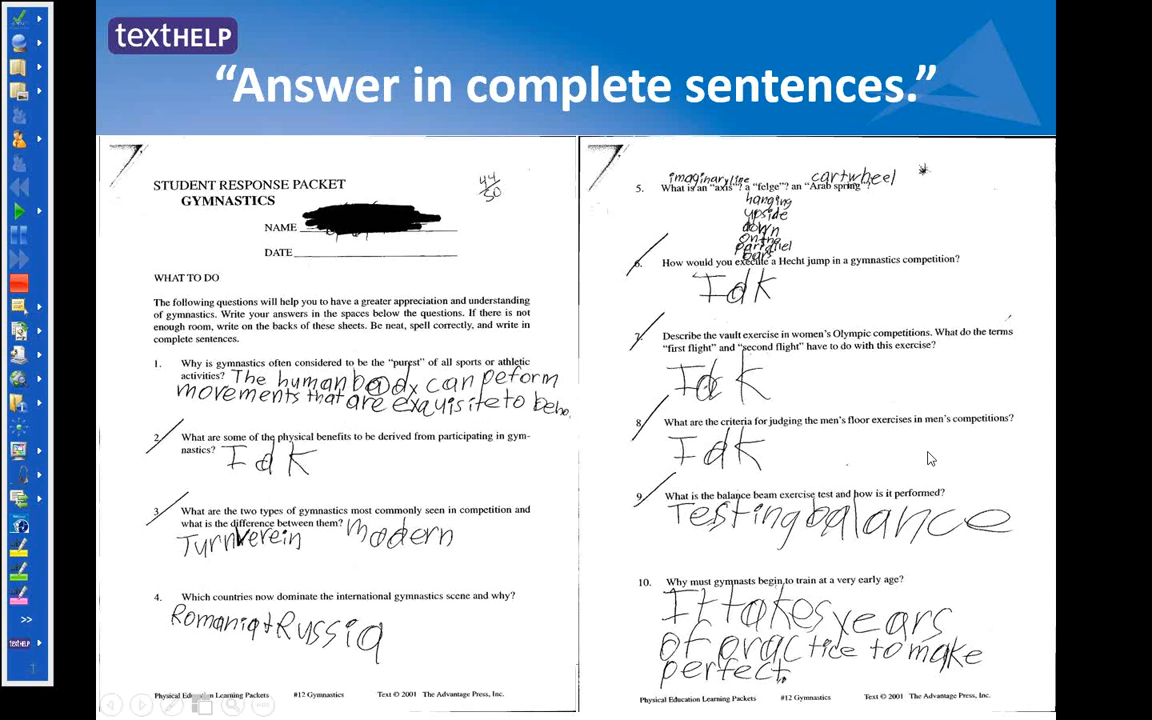 textHELP
“Answer in complete sentences.”
7
44
50
STUDENT RESPONSE PACKET
GYMNASTICS
NAME
DATE
WHAT TO DO
The following questions will help you to have a greater appreciation and understanding
of gymnastics. Write your answers in the spaces below the questions. If there is not
enough room, write on the backs of these sheets. Be neat, spell correctly, and write in
complete sentences.
1. Why is gymnastics often considered to be the “purest” of all sports or athletic
activities? The human body can peform
movements that are exquisite to beho
2. What are some of the physical benefits to be derived from participating in gym-
nastics? Idk
3. What are the two types of gymnastics most commonly seen in competition and
what is the difference between them? Modern
Turnverein
4. Which countries now dominate the international gymnastics scene and why?
Romania + Russia
Physical Education Learning Packets #12 Gymnastics Text © 2001 The Advantage Press, Inc.
7
imaginary line cartwheel *
5. What is an “axis”? a “felge”? an “Arab spring”?
hanging
upside
down
on the
parralel
bars
6. How would you execute a Hecht jump in a gymnastics competition?
Idk
7. Describe the vault exercise in women’s Olympic competitions. What do the terms
“first flight” and “second flight” have to do with this exercise?
Idk
8. What are the criteria for judging the men’s floor exercises in men’s competitions?
Idk
9. What is the balance beam exercise test and how is it performed?
Testing balance
10. Why must gymnasts begin to train at a very early age?
It takes years
of practice to make
perfect.
Physical Education Learning Packets #12 Gymnastics Text © 2001 The Advantage Press, Inc.
>>
textHELP
1